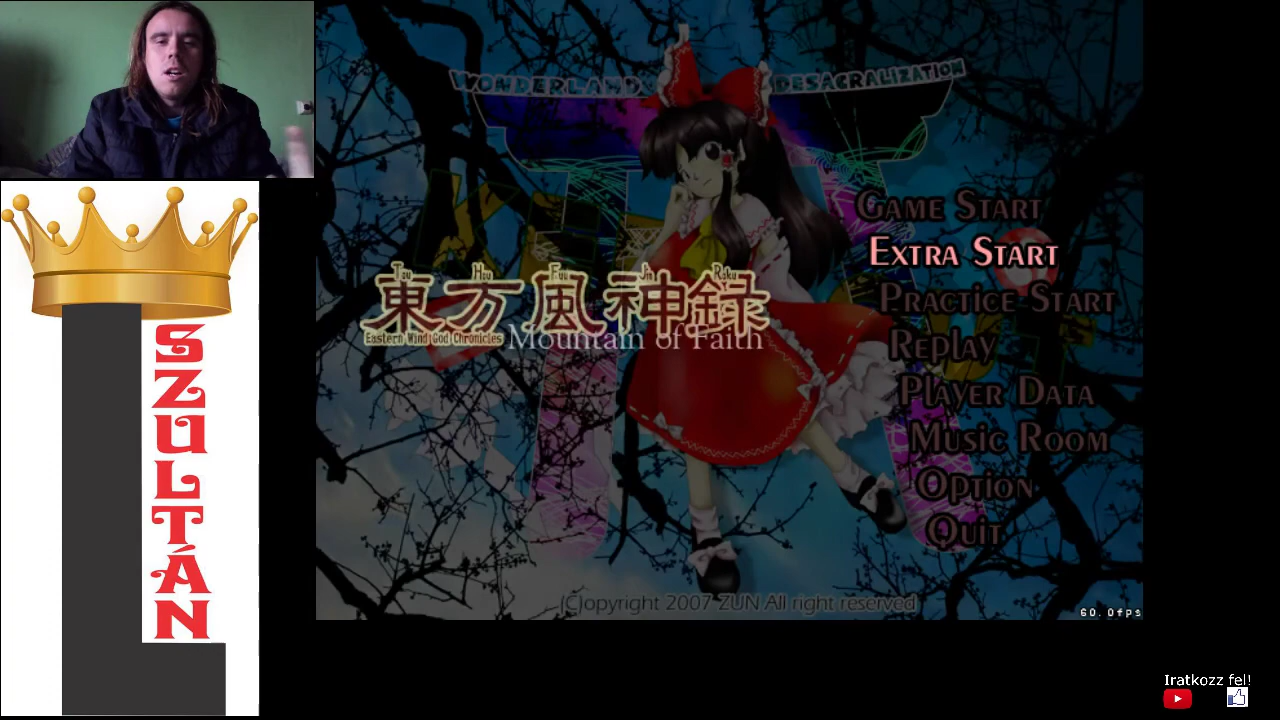 WONDERLAND DESACRALIZATION
Game Start
Extra Start
Practice Start
Replay
Player Data
Music Room
Option
Quit
Tou Hou Fuu Jin Roku
東方風神録
Eastern Wind God Chronicles
Mountain of Faith
(C)opyright 2007 ZUN All right reserved
60.0fps
L
SZULTÁN
Iratkozz fel!